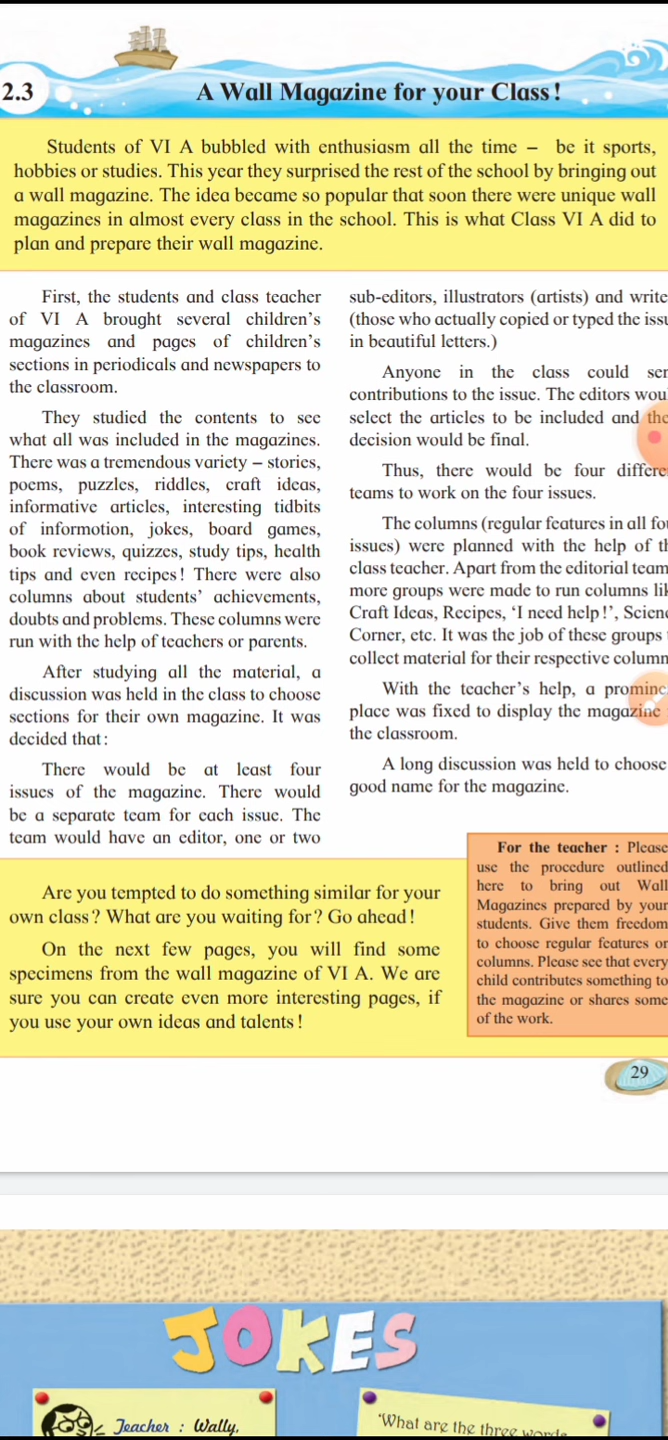 2.3
A Wall Magazine for your Class!
Students of VI A bubbled with enthusiasm all the time – be it sports,
hobbies or studies. This year they surprised the rest of the school by bringing out
a wall magazine. The idea became so popular that soon there were unique wall
magazines in almost every class in the school. This is what Class VI A did to
plan and prepare their wall magazine.
First, the students and class teacher
of VI A brought several children's
magazines and pages of children's
sections in periodicals and newspapers to
the classroom.
They studied the contents to see
what all was included in the magazines.
There was a tremendous variety – stories,
poems, puzzles, riddles, craft ideas,
informative articles, interesting tidbits
of informotion, jokes, board games,
book reviews, quizzes, study tips, health
tips and even recipes! There were also
columns about students' achievements,
doubts and problems. These columns were
run with the help of teachers or parents.
After studying all the material, a
discussion was held in the class to choose
sections for their own magazine. It was
decided that:
There would be at least four
issues of the magazine. There would
be a separate team for each issue. The
team would have an editor, one or two
sub-editors, illustrators (artists) and write
(those who actually copied or typed the issu
in beautiful letters.)
Anyone in the class could sen
contributions to the issue. The editors woul
select the articles to be included and the
decision would be final.
Thus, there would be four differe
teams to work on the four issues.
The columns (regular features in all fou
issues) were planned with the help of th
class teacher. Apart from the editorial team
more groups were made to run columns lik
Craft Ideas, Recipes, 'I need help!', Scienc
Corner, etc. It was the job of these groups
collect material for their respective column
With the teacher's help, a promine
place was fixed to display the magazine
the classroom.
A long discussion was held to choose
good name for the magazine.
Are you tempted to do something similar for your
own class? What are you waiting for? Go ahead!
On the next few pages, you will find some
specimens from the wall magazine of VI A. We are
sure you can create even more interesting pages, if
you use your own ideas and talents!
For the teacher : Please
use the procedure outlined
here to bring out Wall
Magazines prepared by your
students. Give them freedom
to choose regular features or
columns. Please see that every
child contributes something to
the magazine or shares some
of the work.
29
JOKES
Teacher : Wally,
'What are the three words